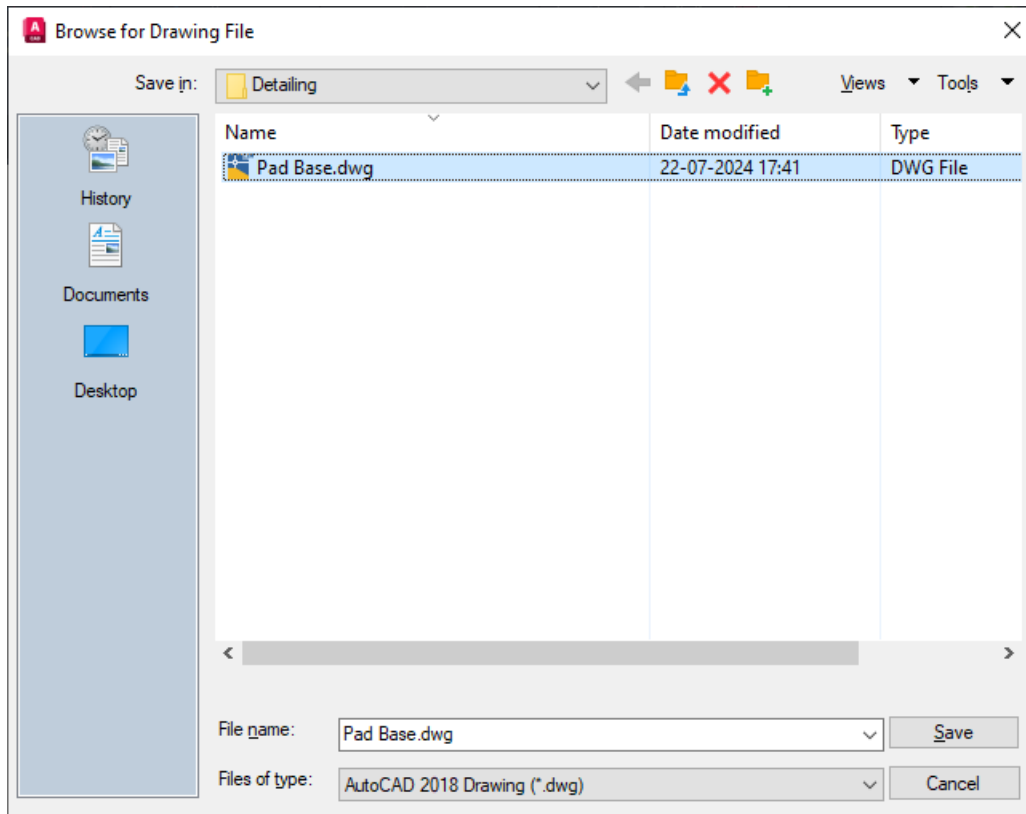 Browse for Drawing File
Save in: Detailing Views Tools
Name Date modified Type
Pad Base.dwg 22-07-2024 17:41 DWG File
History
Documents
Desktop
File name: Pad Base.dwg Save
Files of type: AutoCAD 2018 Drawing (*.dwg) Cancel